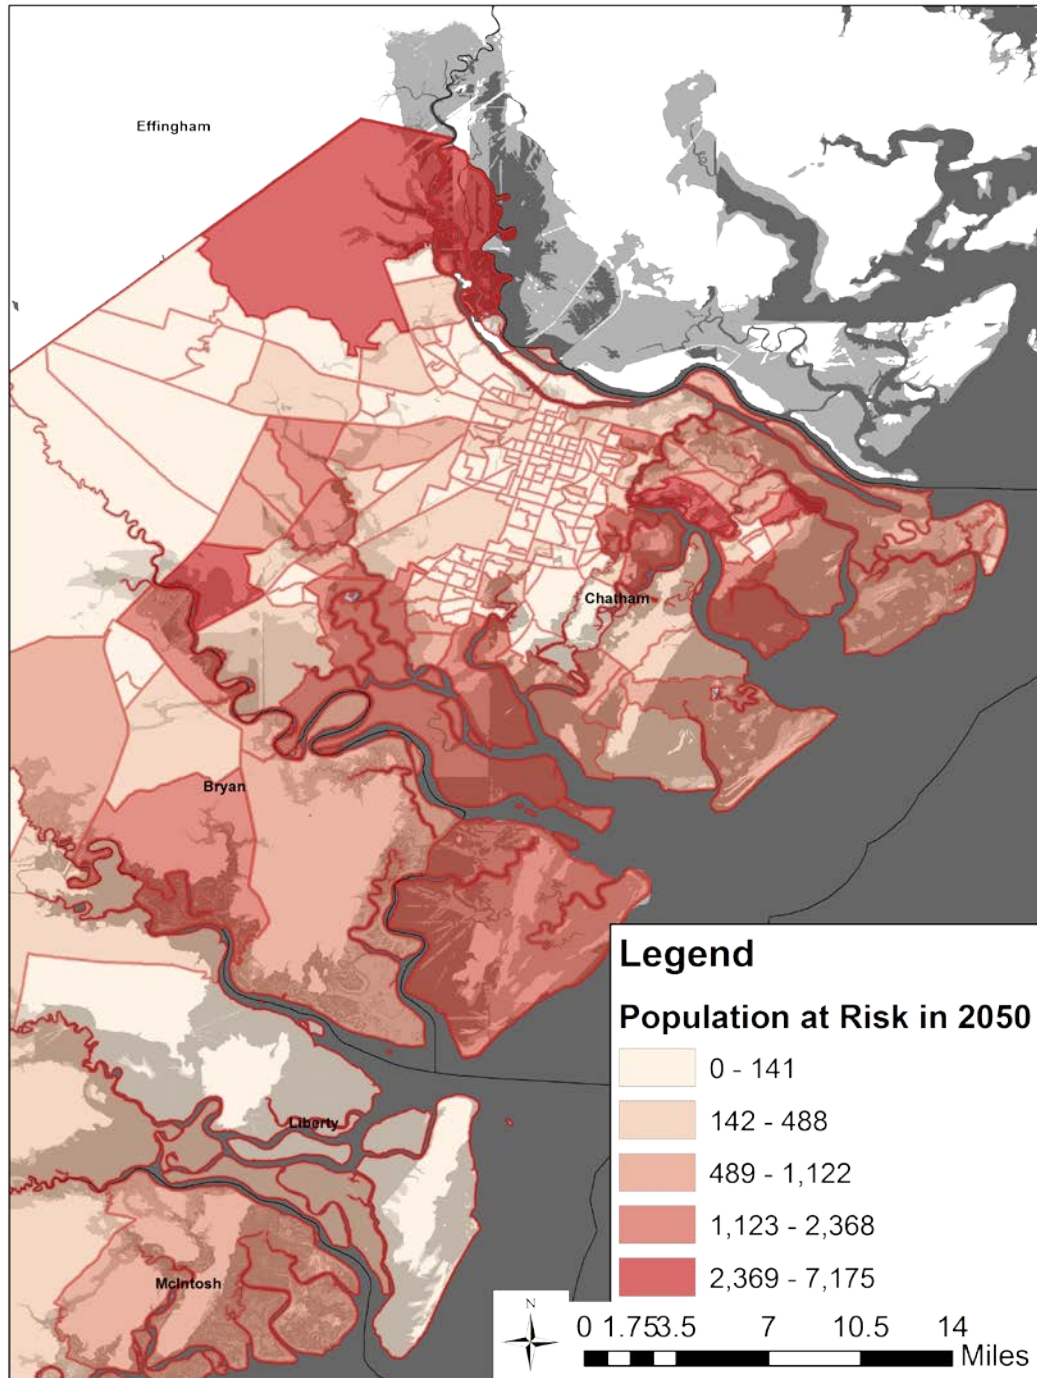 Effingham
Chatham
Bryan
Liberty
McIntosh
Legend
Population at Risk in 2050
0 - 141
142 - 488
489 - 1,122
1,123 - 2,368
2,369 - 7,175
N
0 1.753.5 7 10.5 14
Miles